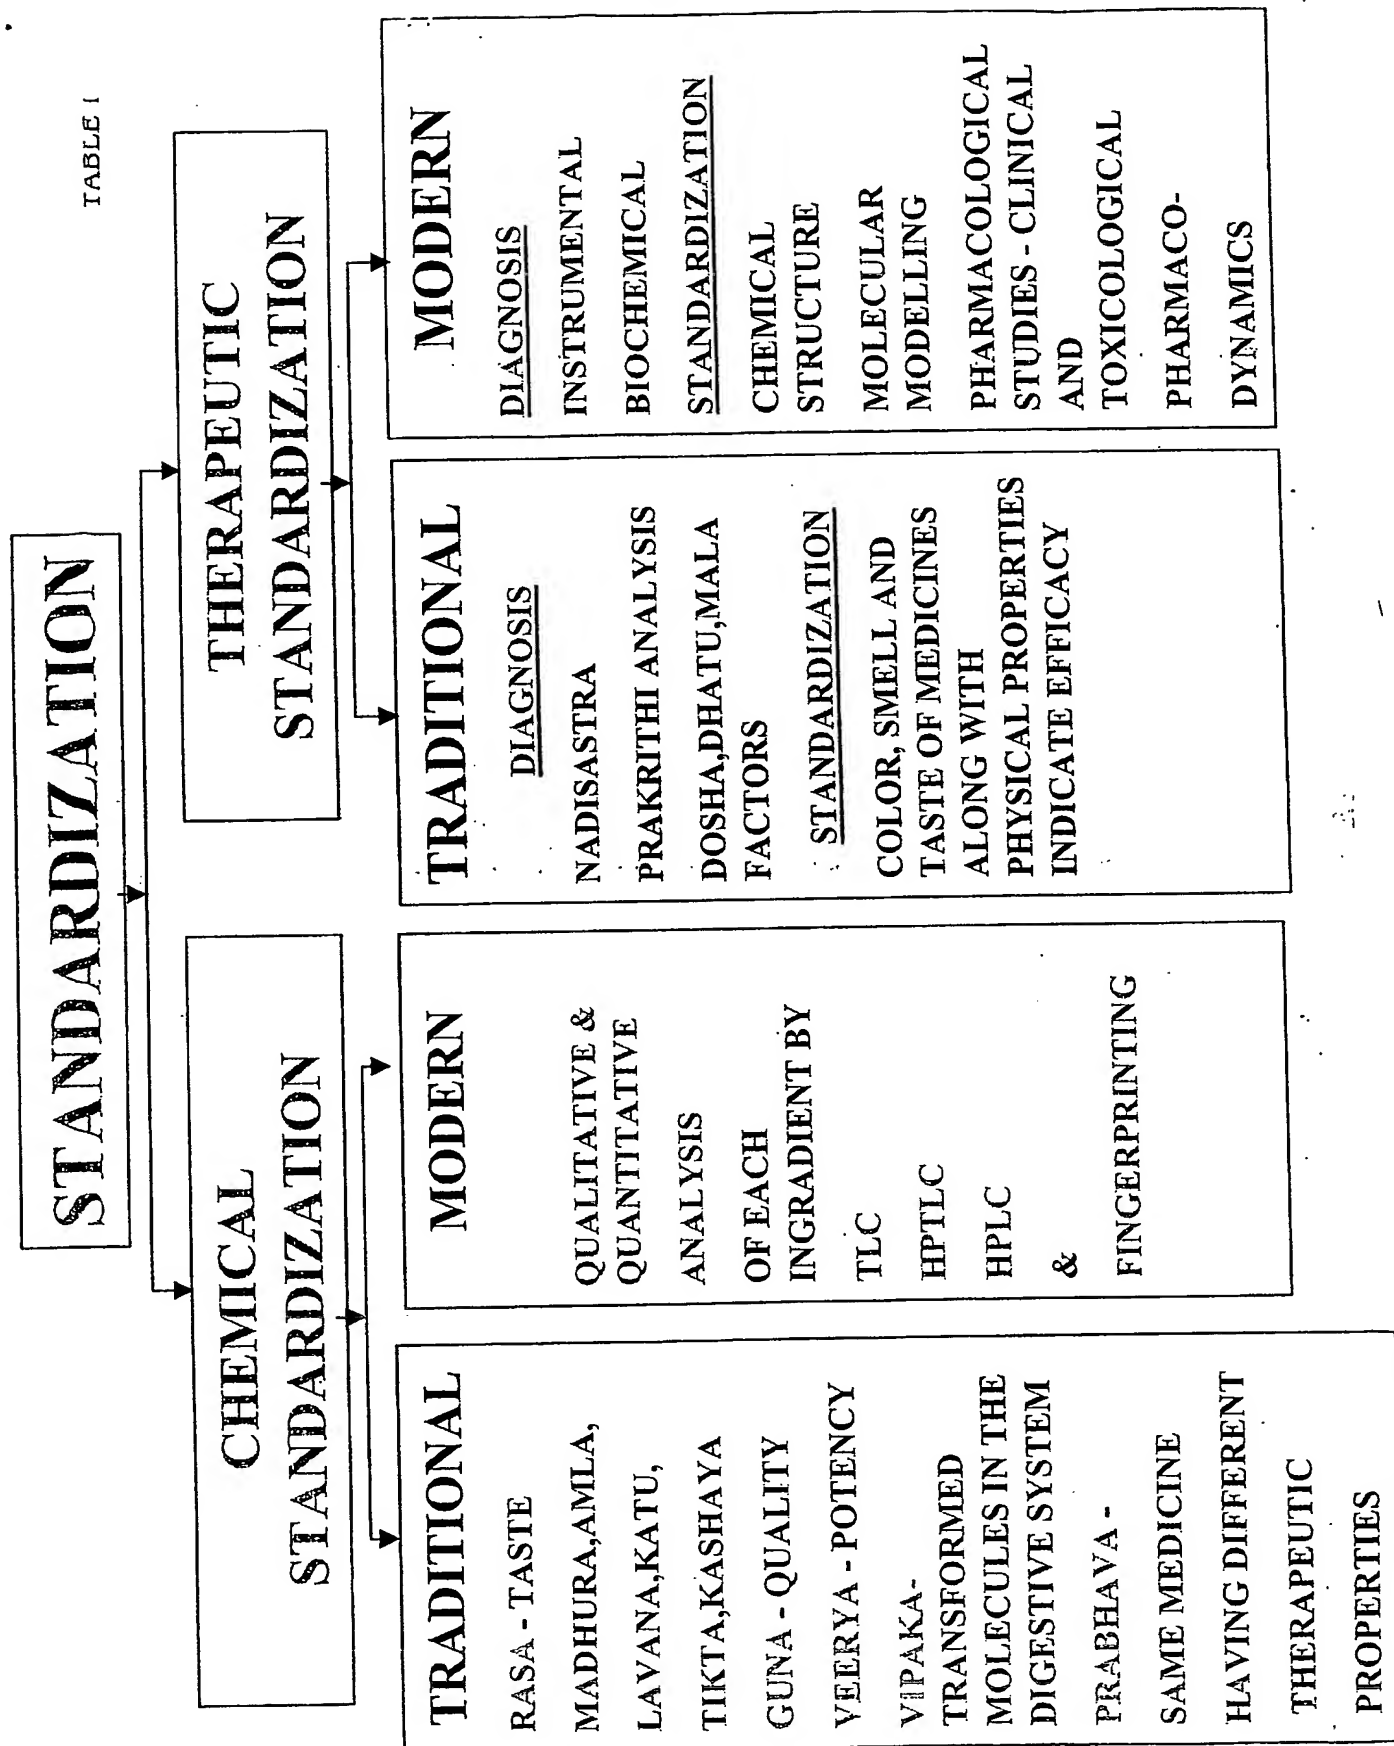 TABLE 1
STANDARDIZATION
CHEMICAL
STANDARDIZATION
THERAPEUTIC
STANDARDIZATION
TRADITIONAL
RASA - TASTE
MADHURA,AMLA,
LAVANA,KATU,
TIKTA,KASHAYA
GUNA - QUALITY
VEERYA - POTENCY
VIPAKA-
TRANSFORMED
MOLECULES IN THE
DIGESTIVE SYSTEM
PRABHAVA -
SAME MEDICINE
HAVING DIFFERENT
THERAPEUTIC
PROPERTIES
MODERN
QUALITATIVE &
QUANTITATIVE
ANALYSIS
OF EACH
INGRADIENT BY
TLC
HPTLC
HPLC
&
FINGERPRINTING
TRADITIONAL
DIAGNOSIS
NADISASTRA
PRAKRITHI ANALYSIS
DOSHA,DHATU,MALA
FACTORS
STANDARDIZATION
COLOR, SMELL AND
TASTE OF MEDICINES
ALONG WITH
PHYSICAL PROPERTIES
INDICATE EFFICACY
MODERN
DIAGNOSIS
INSTRUMENTAL
BIOCHEMICAL
STANDARDIZATION
CHEMICAL
STRUCTURE
MOLECULAR
MODELLING
PHARMACOLOGICAL
STUDIES - CLINICAL
AND
TOXICOLOGICAL
PHARMACO-
DYNAMICS